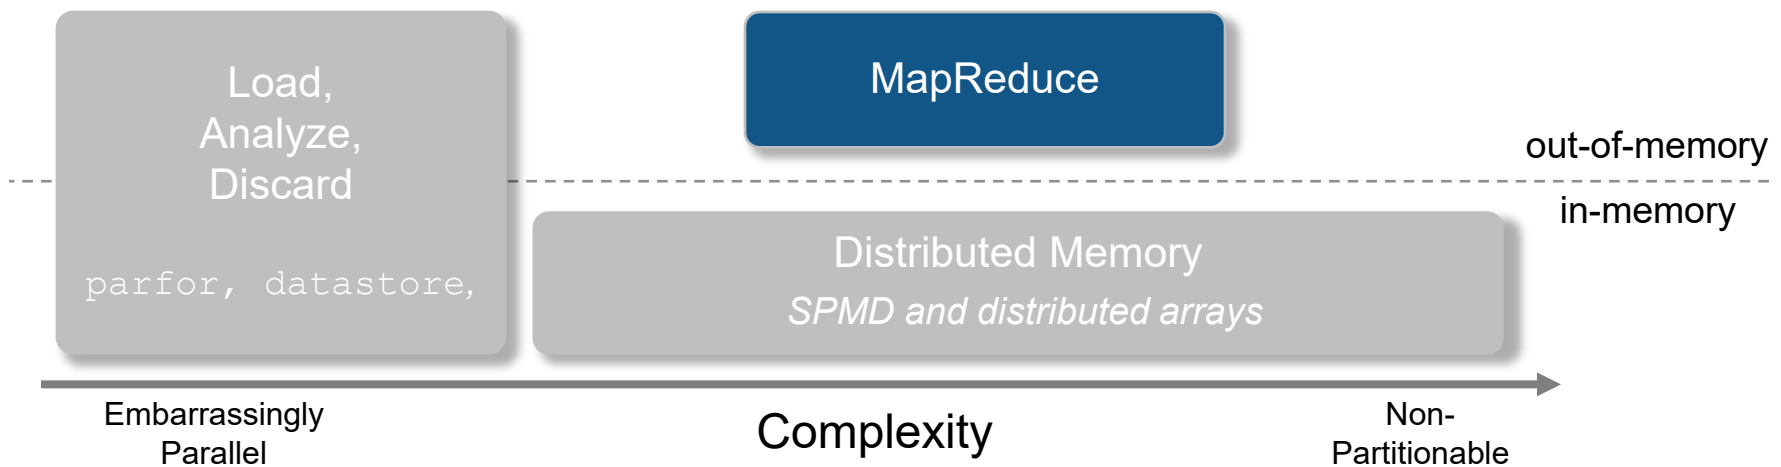 Load,
Analyze,
Discard
parfor, datastore,
MapReduce
out-of-memory
in-memory
Distributed Memory
SPMD and distributed arrays
Embarrassingly
Parallel
Complexity
Non-
Partitionable